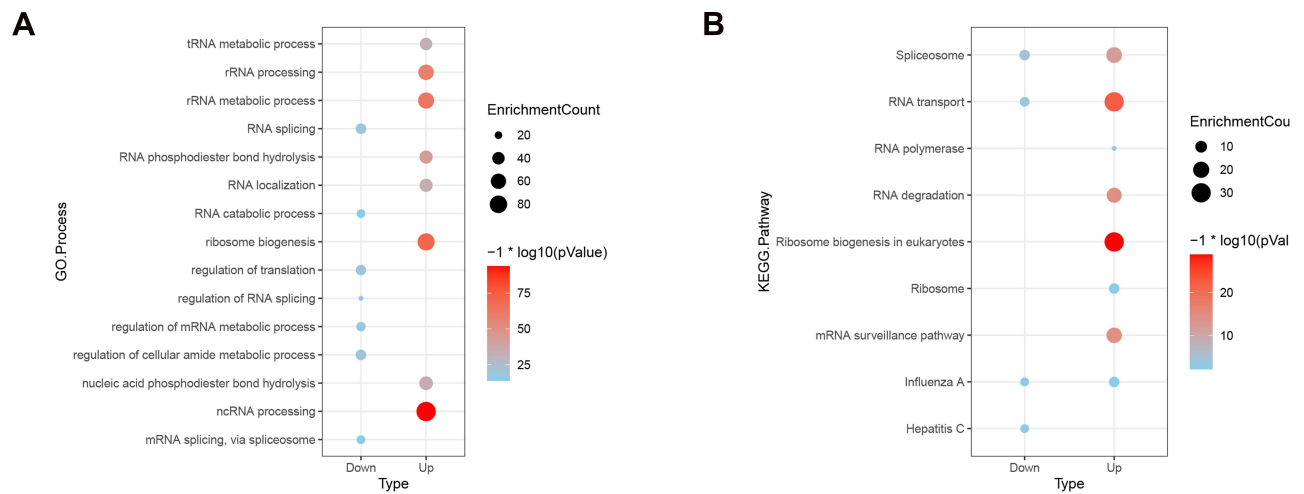 A
GO.Process
tRNA metabolic process
rRNA processing
rRNA metabolic process
RNA splicing
RNA phosphodiester bond hydrolysis
RNA localization
RNA catabolic process
ribosome biogenesis
regulation of translation
regulation of RNA splicing
regulation of mRNA metabolic process
regulation of cellular amide metabolic process
nucleic acid phosphodiester bond hydrolysis
ncRNA processing
mRNA splicing, via spliceosome
Down
Up
Type
EnrichmentCount
20
40
60
80
−1 * log10(pValue)
75
50
25
B
KEGG.Pathway
Spliceosome
RNA transport
RNA polymerase
RNA degradation
Ribosome biogenesis in eukaryotes
Ribosome
mRNA surveillance pathway
Influenza A
Hepatitis C
Down
Up
Type
EnrichmentCou
10
20
30
−1 * log10(pVal
20
10